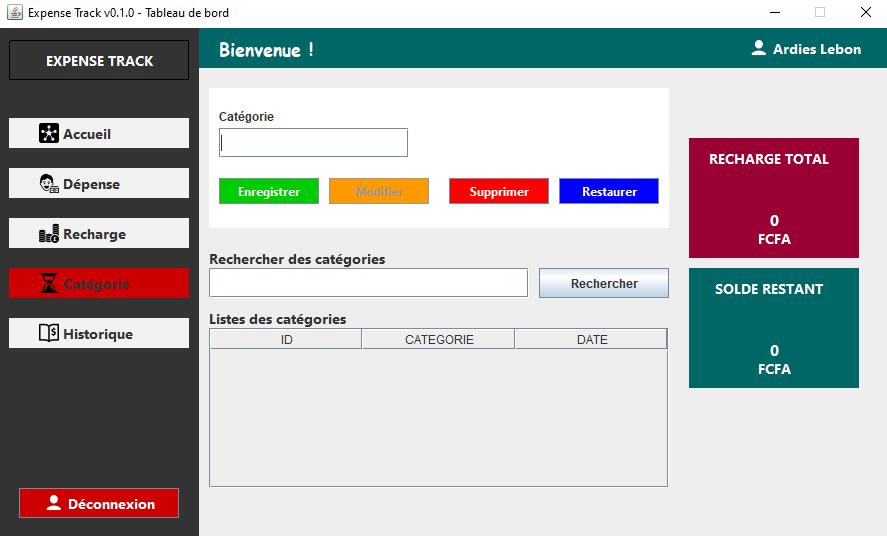 Expense Track v0.1.0 - Tableau de bord
EXPENSE TRACK
Bienvenue !
Ardies Lebon
Accueil
Dépense
Recharge
Catégorie
Historique
Déconnexion
Catégorie
Enregistrer
Modifier
Supprimer
Restaurer
Rechercher des catégories
Rechercher
Listes des catégories
ID CATEGORIE DATE
RECHARGE TOTAL
0
FCFA
SOLDE RESTANT
0
FCFA